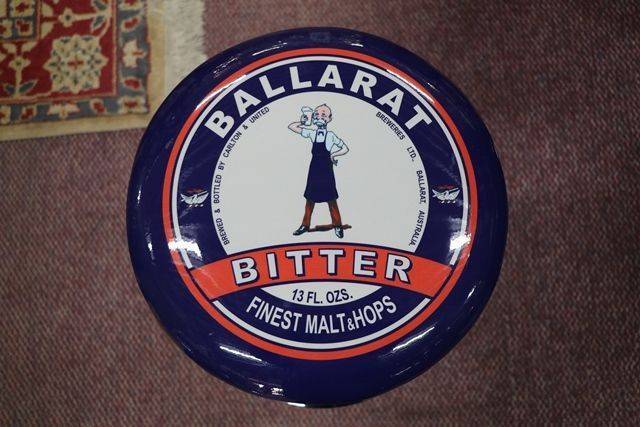 BALLARAT
BREWED & BOTTLED BY CARLTON & UNITED
BREWERIES LTD., BALLARAT, AUSTRALIA.
BITTER
13 FL. OZS.
FINEST MALT & HOPS